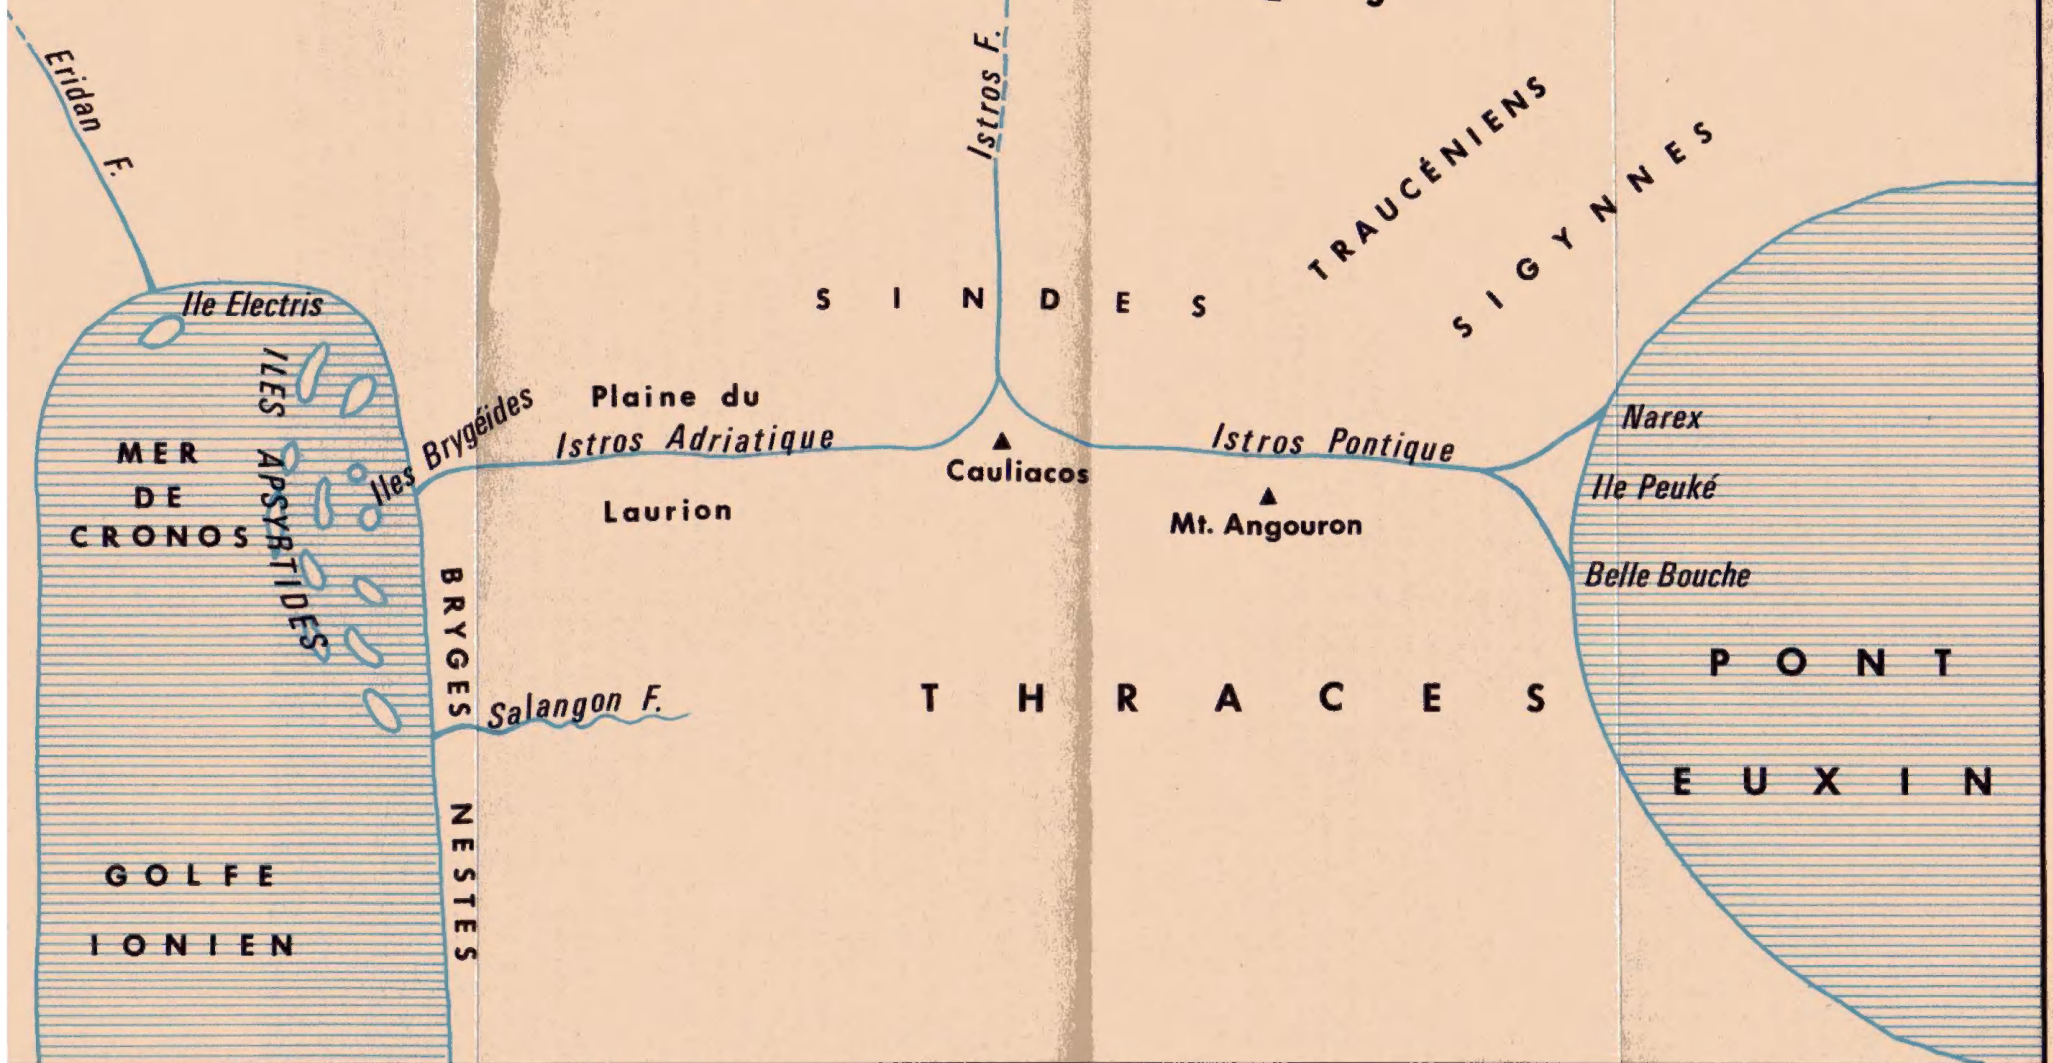 Eridan F.
Istros F.
TRAUCÉNIENS
SIGYNNES
SINDES
Ile Electris
ILES APSYRTIDES
Iles Brygéides
Plaine du
Laurion
Istros Adriatique
Cauliacos
Istros Pontique
Mt. Angouron
Narex
Ile Peuké
Belle Bouche
MER
DE
CRONOS
BRYGES
Salangon F.
THRACES
PONT
EUXIN
NESTES
GOLFE
IONIEN